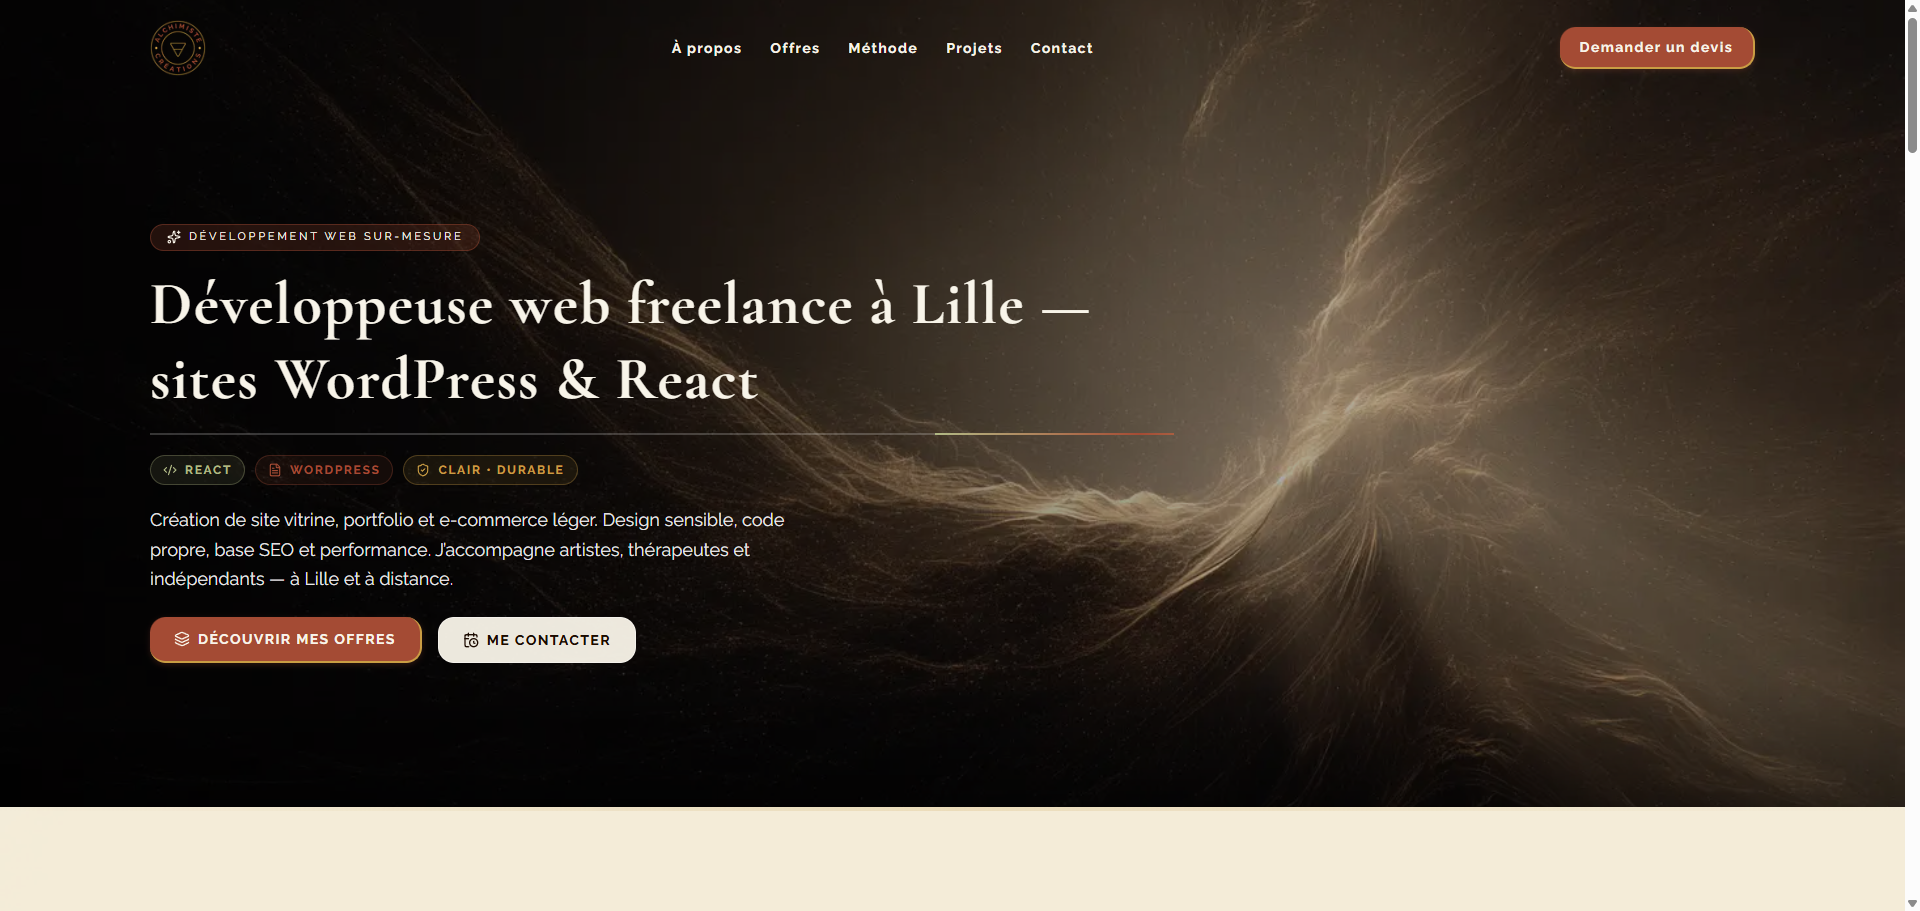 ALCHIMISTE
CREATIONS
À propos
Offres
Méthode
Projets
Contact
Demander un devis
DÉVELOPPEMENT WEB SUR-MESURE
Développeuse web freelance à Lille —
sites WordPress & React
REACT
WORDPRESS
CLAIR • DURABLE
Création de site vitrine, portfolio et e-commerce léger. Design sensible, code
propre, base SEO et performance. J'accompagne artistes, thérapeutes et
indépendants — à Lille et à distance.
DÉCOUVRIR MES OFFRES
ME CONTACTER